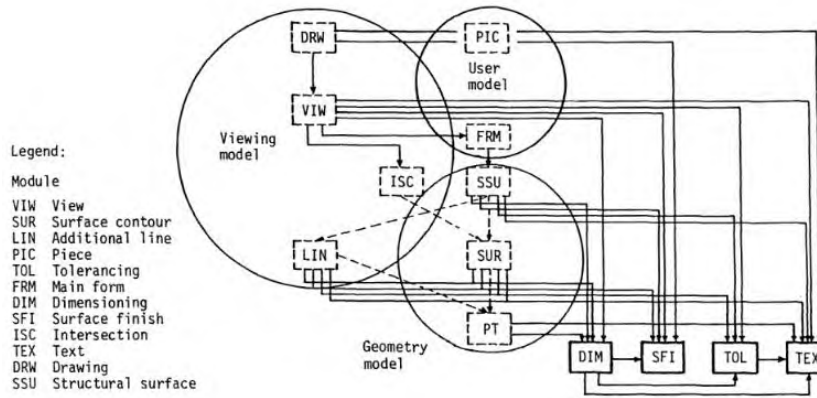 DRW
PIC
User
model
VIW
FRM
Viewing
model
ISC
SSU
LIN
SUR
PT
Geometry
model
DIM
SFI
TOL
TEX
Legend:
Module
VIW View
SUR Surface contour
LIN Additional line
PIC Piece
TOL Tolerancing
FRM Main form
DIM Dimensioning
SFI Surface finish
ISC Intersection
TEX Text
DRW Drawing
SSU Structural surface